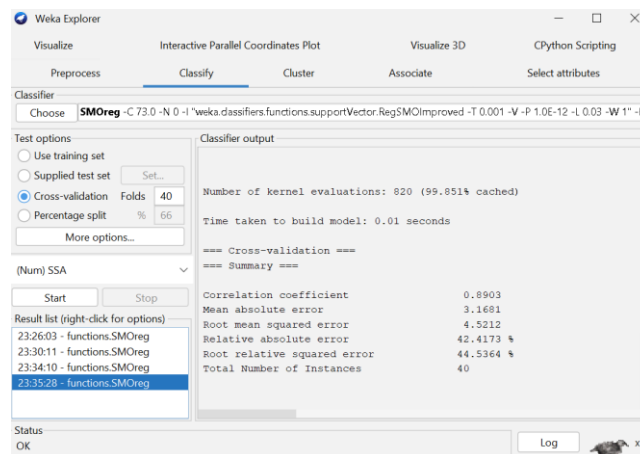 Weka Explorer
Visualize Interactive Parallel Coordinates Plot Visualize 3D CPython Scripting
Preprocess Classify Cluster Associate Select attributes
Classifier
Choose SMOreg -C 73.0 -N 0 -I "weka.classifiers.functions.supportVector.RegSMOImproved -T 0.001 -V -P 1.0E-12 -L 0.03 -W 1" -
Test options
Use training set
Supplied test set Set...
Cross-validation Folds 40
Percentage split % 66
More options...
(Num) SSA
Start Stop
Result list (right-click for options)
23:26:03 - functions.SMOreg
23:30:11 - functions.SMOreg
23:34:10 - functions.SMOreg
23:35:28 - functions.SMOreg
Classifier output
Number of kernel evaluations: 820 (99.851% cached)
Time taken to build model: 0.01 seconds
=== Cross-validation ===
=== Summary ===
Correlation coefficient 0.8903
Mean absolute error 3.1681
Root mean squared error 4.5212
Relative absolute error 42.4173 %
Root relative squared error 44.5364 %
Total Number of Instances 40
Status
OK
Log
x